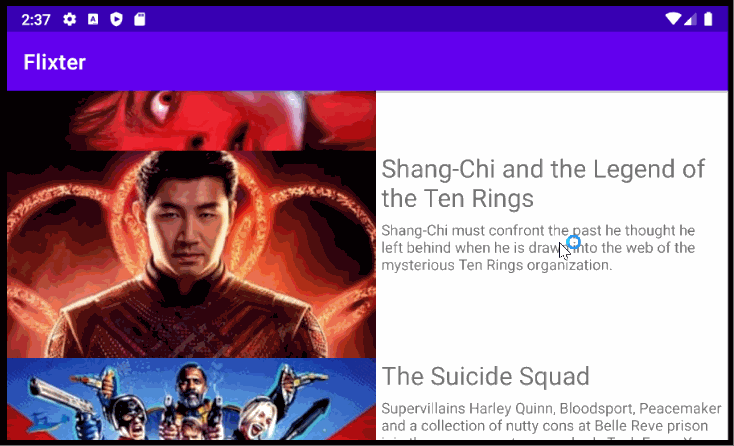 2:37
Flixter
Shang-Chi and the Legend of
the Ten Rings
Shang-Chi must confront the past he thought he
left behind when he is drawn into the web of the
mysterious Ten Rings organization.
The Suicide Squad
Supervillains Harley Quinn, Bloodsport, Peacemaker
and a collection of nutty cons at Belle Reve prison